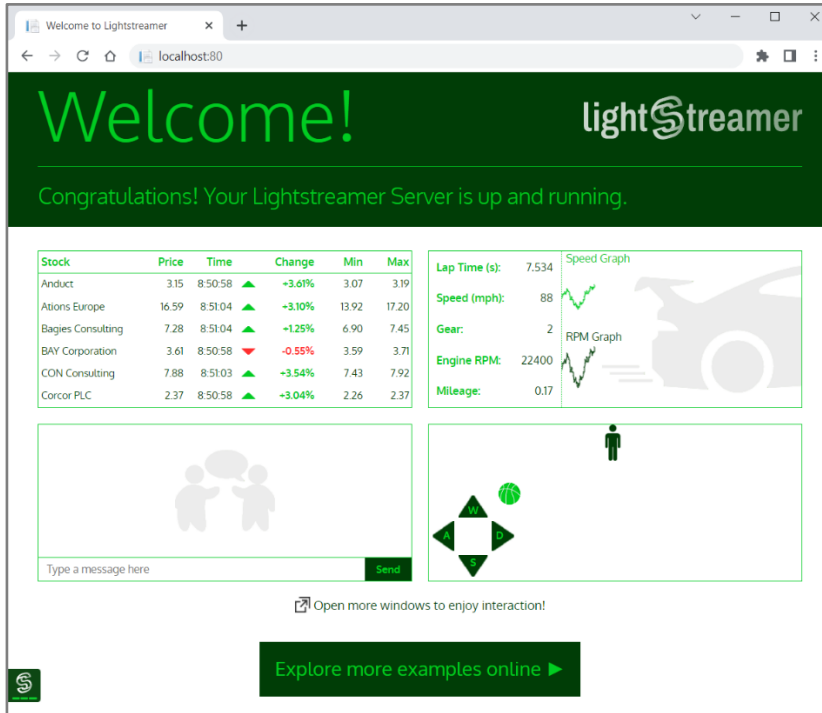 Welcome to Lightstreamer
localhost:80
Welcome!
lightstreamer
Congratulations! Your Lightstreamer Server is up and running.
Stock Price Time Change Min Max
Anduct 3.15 8:50:58 +3.61% 3.07 3.19
Ations Europe 16.59 8:51:04 +3.10% 13.92 17.20
Bagies Consulting 7.28 8:51:04 +1.25% 6.90 7.45
BAY Corporation 3.61 8:50:58 -0.55% 3.59 3.71
CON Consulting 7.88 8:51:03 +3.54% 7.43 7.92
Corcor PLC 2.37 8:50:58 +3.04% 2.26 2.37
Lap Time (s): 7.534
Speed (mph): 88
Gear: 2
Engine RPM: 22400
Mileage: 0.17
Speed Graph
RPM Graph
Type a message here Send
W
A D
S
Open more windows to enjoy interaction!
Explore more examples online